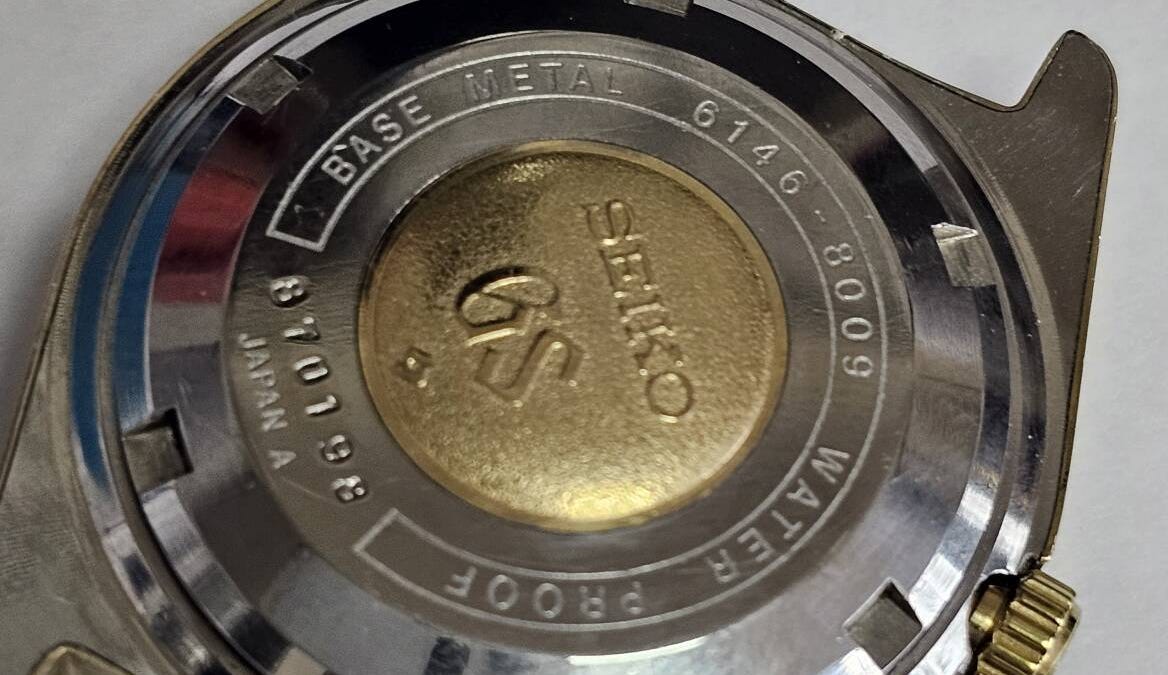 BASE METAL 6146-8009 WATER PROOF
870198
JAPAN A
SEIKO
GS